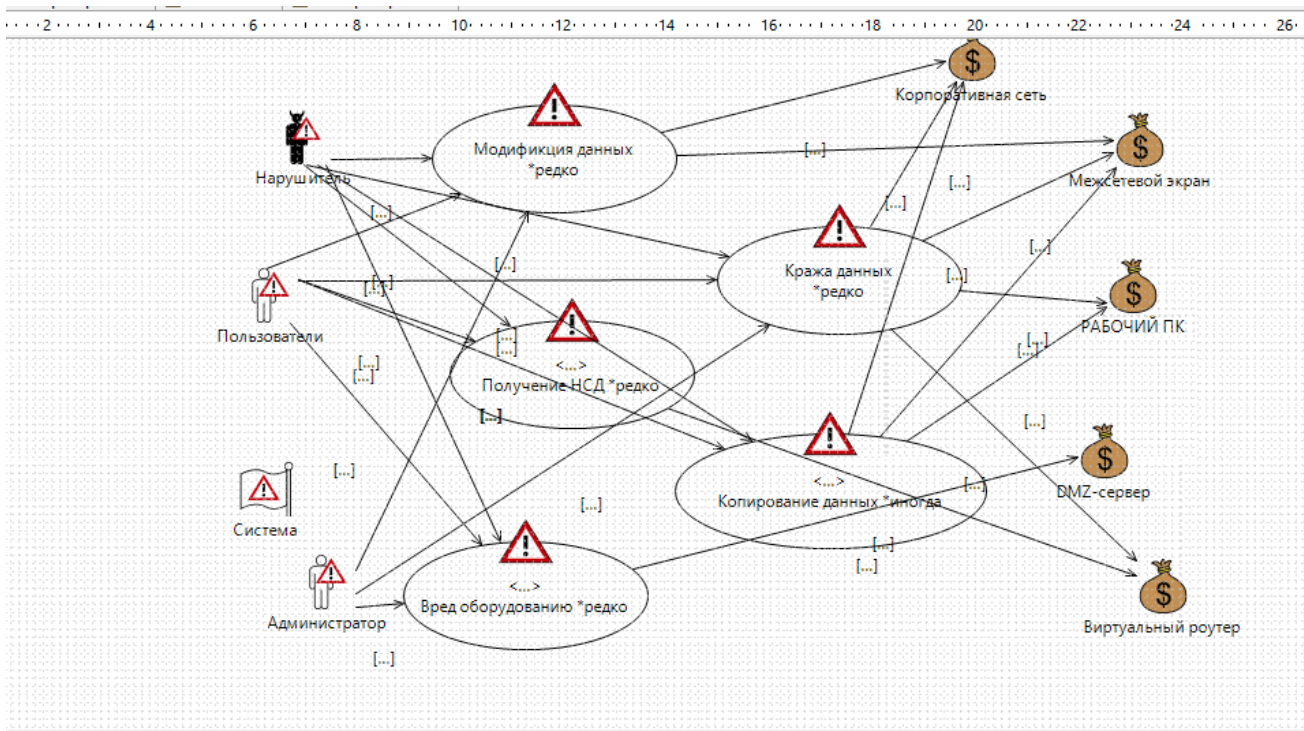 2 4 6 8 10 12 14 16 18 20 22 24 26
Корпоративная сеть
Модификция данных
*редко
[...]
Межсетевой экран
Нарушитель
[...]
[...]
[...]
[...]
Кража данных
*редко
[...]
[...]
[...]
[...]
[...]
РАБОЧИЙ ПК
Пользователи
[...]
[...]
[...]
[...]
<...>
Получение НСД *редко
[...]
[...]
[...]
[...]
[...]
<...>
Копирование данных *иногда
[...]
DMZ-сервер
[...]
Система
[...]
[...]
[...]
<...>
Вред оборудованию *редко
Администратор
Виртуальный роутер
[...]